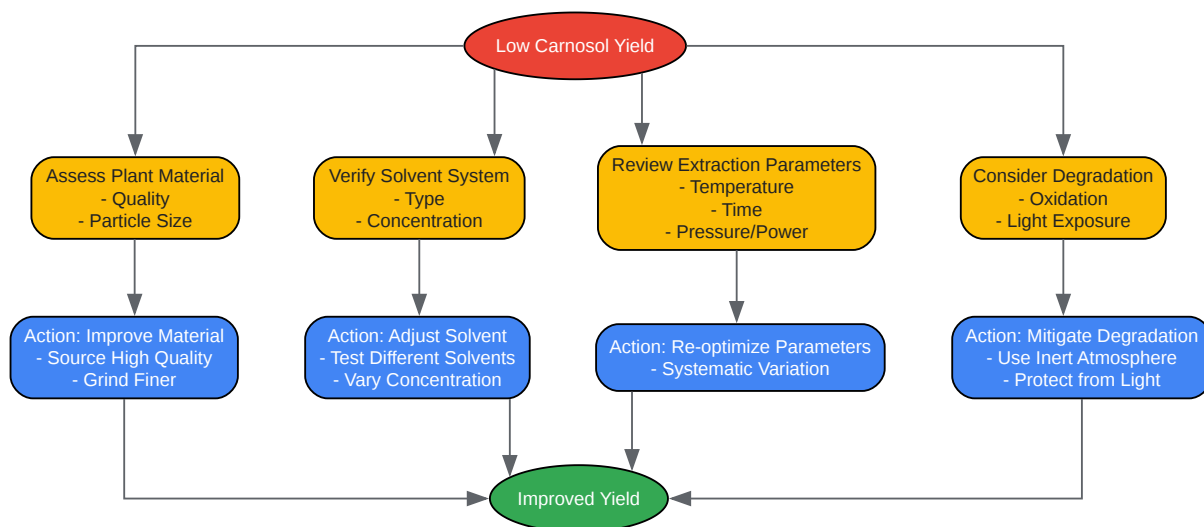 Low Carnosol Yield
Assess Plant Material
- Quality
- Particle Size
Verify Solvent System
- Type
- Concentration
Review Extraction Parameters
- Temperature
- Time
- Pressure/Power
Consider Degradation
- Oxidation
- Light Exposure
Action: Improve Material
- Source High Quality
- Grind Finer
Action: Adjust Solvent
- Test Different Solvents
- Vary Concentration
Action: Re-optimize Parameters
- Systematic Variation
Action: Mitigate Degradation
- Use Inert Atmosphere
- Protect from Light
Improved Yield